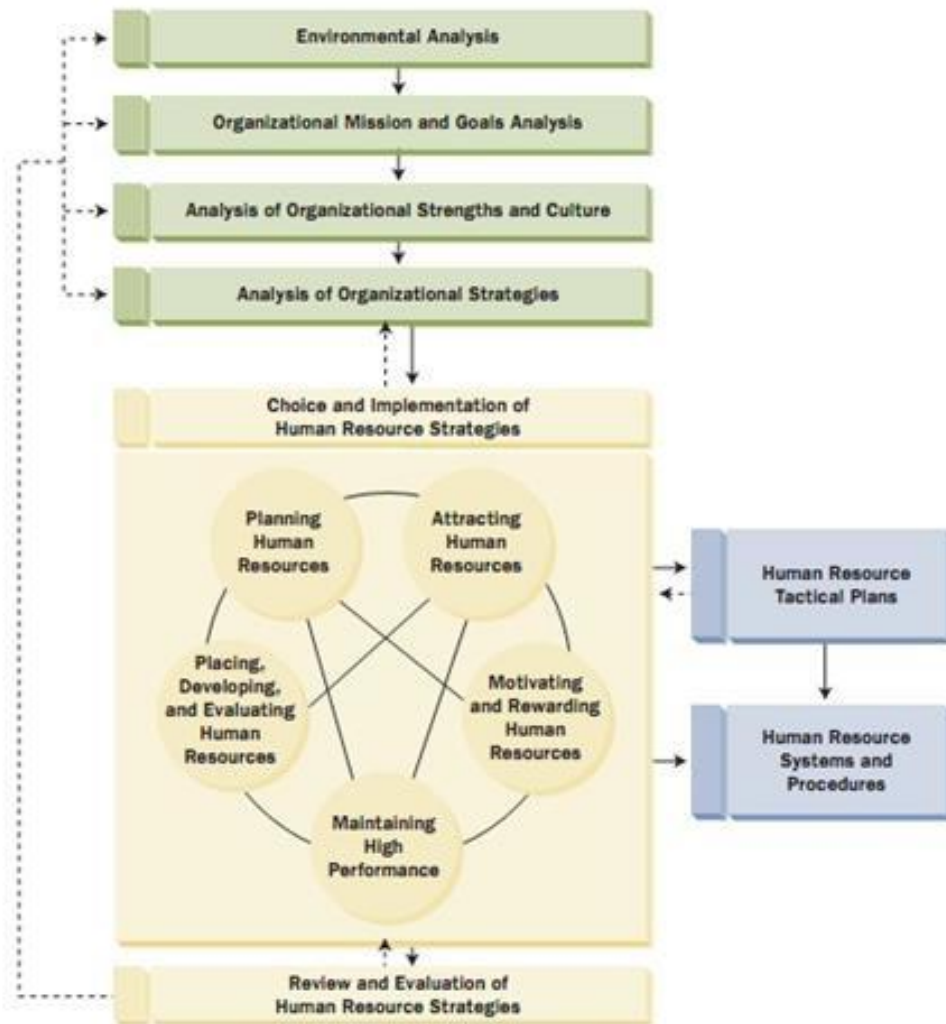 Environmental Analysis
Organizational Mission and Goals Analysis
Analysis of Organizational Strengths and Culture
Analysis of Organizational Strategies
Choice and Implementation of
Human Resource Strategies
Planning
Human
Resources
Attracting
Human
Resources
Placing,
Developing,
and Evaluating
Human
Resources
Motivating
and Rewarding
Human
Resources
Maintaining
High
Performance
Human Resource
Tactical Plans
Human Resource
Systems and
Procedures
Review and Evaluation of
Human Resource Strategies